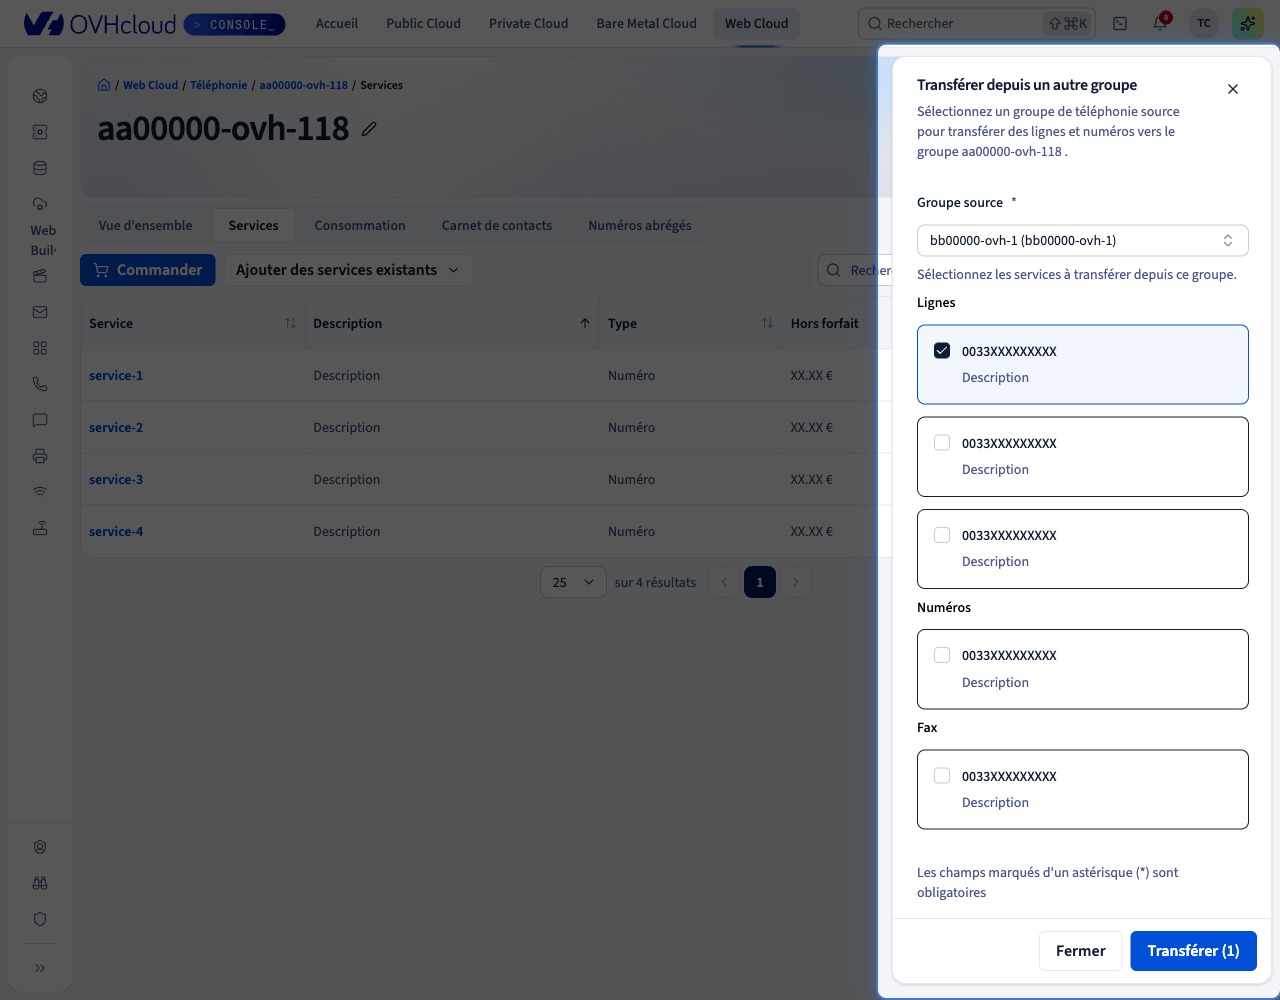 OVHcloud > CONSOLE_
Accueil
Public Cloud
Private Cloud
Bare Metal Cloud
Web Cloud
Rechercher
⇧⌘K
8
TC
/ Web Cloud / Téléphonie / aa00000-ovh-118 / Services
aa00000-ovh-118
Web
Vue d'ensemble
Services
Consommation
Carnet de contacts
Numéros abrégés
Commander
Ajouter des services existants
Service
Description
Type
Hors forfait
service-1
Description
Numéro
XX.XX €
service-2
Description
Numéro
XX.XX €
service-3
Description
Numéro
XX.XX €
service-4
Description
Numéro
XX.XX €
25
sur 4 résultats
1
Transférer depuis un autre groupe
Sélectionnez un groupe de téléphonie source
pour transférer des lignes et numéros vers le
groupe aa00000-ovh-118 .
Groupe source *
bb00000-ovh-1 (bb00000-ovh-1)
Sélectionnez les services à transférer depuis ce groupe.
Lignes
0033XXXXXXXXX
Description
0033XXXXXXXXX
Description
0033XXXXXXXXX
Description
Numéros
0033XXXXXXXXX
Description
Fax
0033XXXXXXXXX
Description
Les champs marqués d'un astérisque (*) sont
obligatoires
Fermer
Transférer (1)